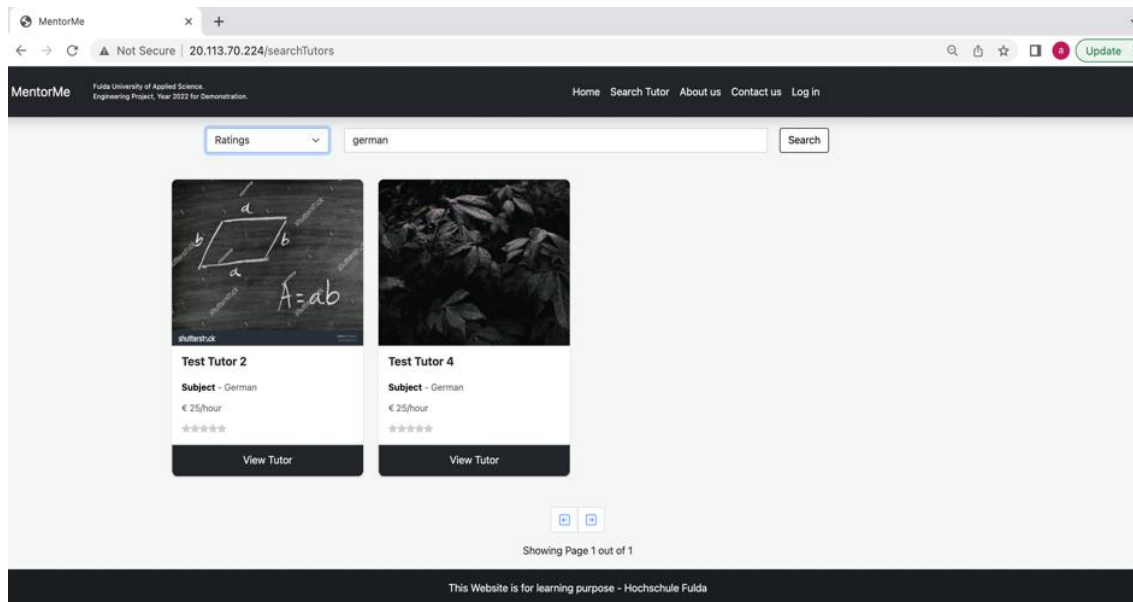 MentorMe
Not Secure 20.113.70.224/searchTutors
a
Update
MentorMe
Fulda University of Applied Science.
Engineering Project, Year 2022 for Demonstration.
Home Search Tutor About us Contact us Log in
Ratings german Search
a
b b
a
A=ab
shutterstock
Test Tutor 2
Subject - German
€ 25/hour
View Tutor
Test Tutor 4
Subject - German
€ 25/hour
View Tutor
Showing Page 1 out of 1
This Website is for learning purpose - Hochschule Fulda